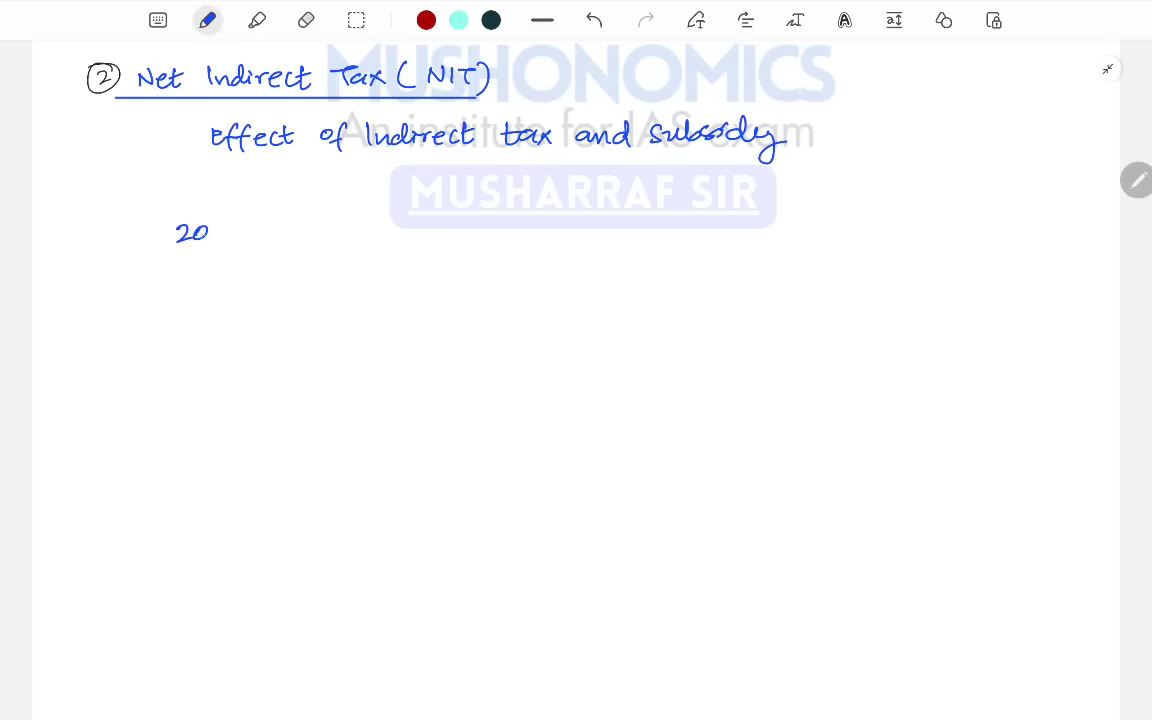 ② Net Indirect Tax (NIT)
MUSHONOMICS
Effect of Indirect tax and Subsidy
An institute for IAS exam
MUSHARRAF SIR
20